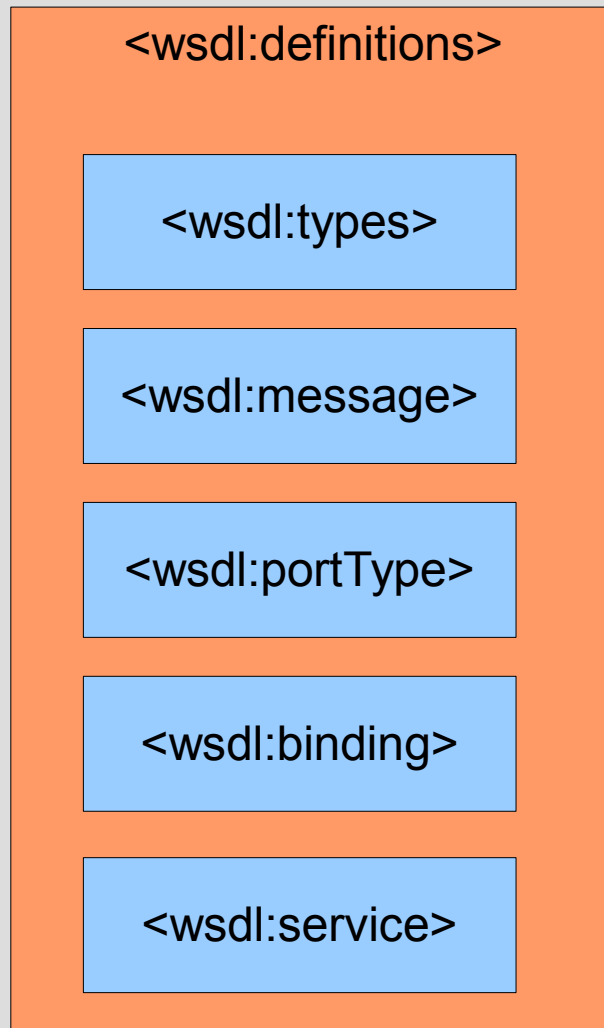 <wsdl:definitions>
<wsdl:types>
<wsdl:message>
<wsdl:portType>
<wsdl:binding>
<wsdl:service>